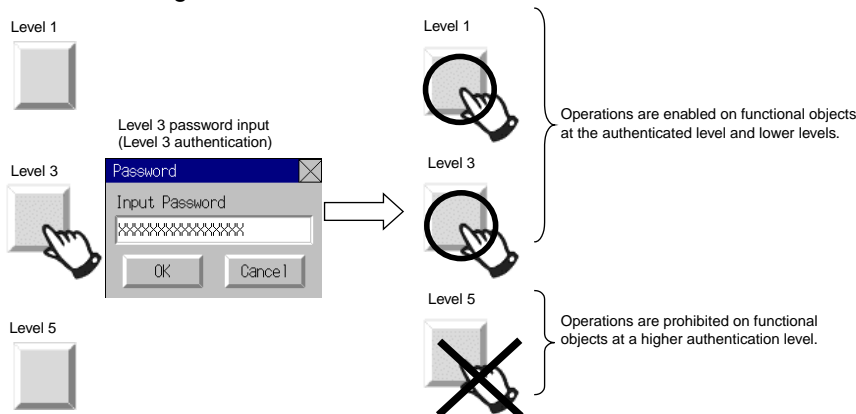 Level 1
Level 3 password input
(Level 3 authentication)
Level 3
Password
Input Password
XXXXXXXXXXXXXX
OK
Cancel
Level 5
Level 1
Level 3
Operations are enabled on functional objects
at the authenticated level and lower levels.
Level 5
Operations are prohibited on functional
objects at a higher authentication level.